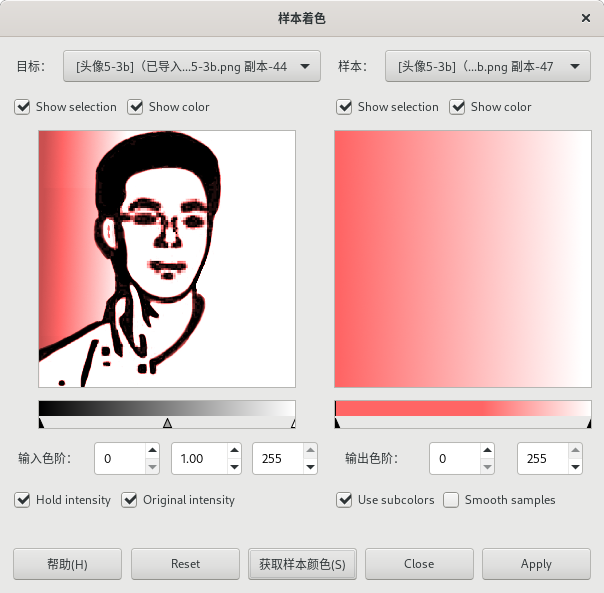 样本着色
目标： [头像5-3b]（已导入...5-3b.png 副本-44 样本： [头像5-3b]（...b.png 副本-47
Show selection Show color Show selection Show color
输入色阶： 0 1.00 255 输出色阶： 0 255
Hold intensity Original intensity Use subcolors Smooth samples
帮助(H) Reset 获取样本颜色(S) Close Apply